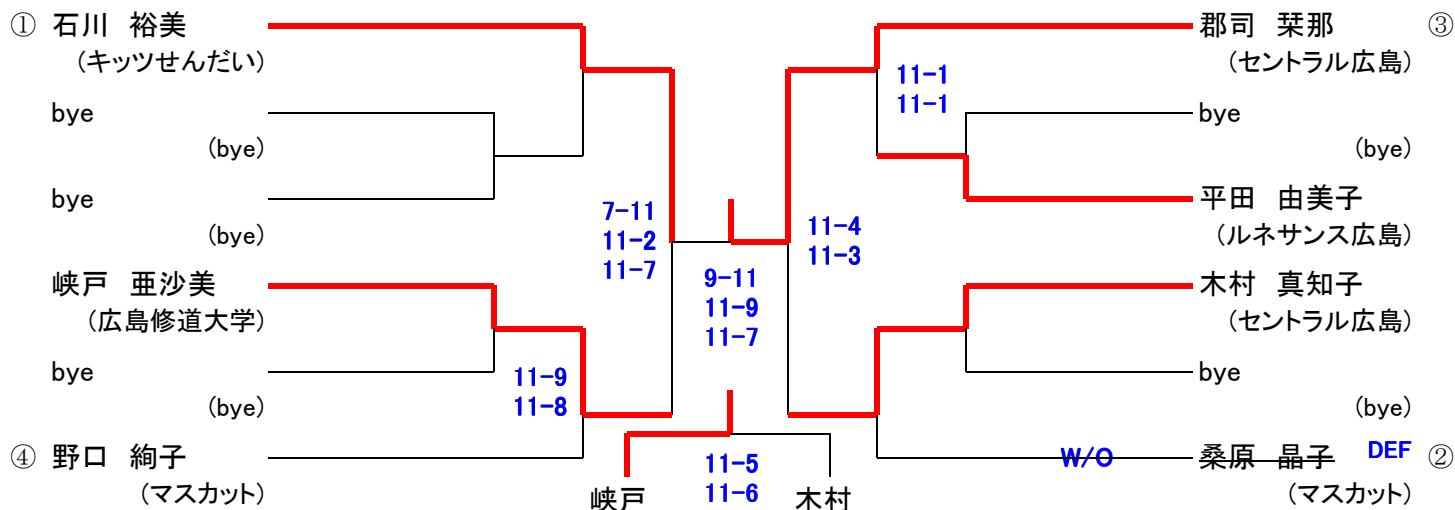 ① 石川 裕美
(キッツせんだい)
bye
(bye)
bye
(bye)
峡戸 亜沙美
(広島修道大学)
bye
(bye)
④ 野口 絢子
(マスカット)
11-9
11-8
7-11
11-2
11-7
9-11
11-9
11-7
11-5
11-6
峡戸
木村
11-4
11-3
11-1
11-1
郡司 栞那 ③
(セントラル広島)
bye
(bye)
平田 由美子
(ルネサンス広島)
木村 真知子
(セントラル広島)
bye
(bye)
W/O 桑原 晶子 DEF ②
(マスカット)